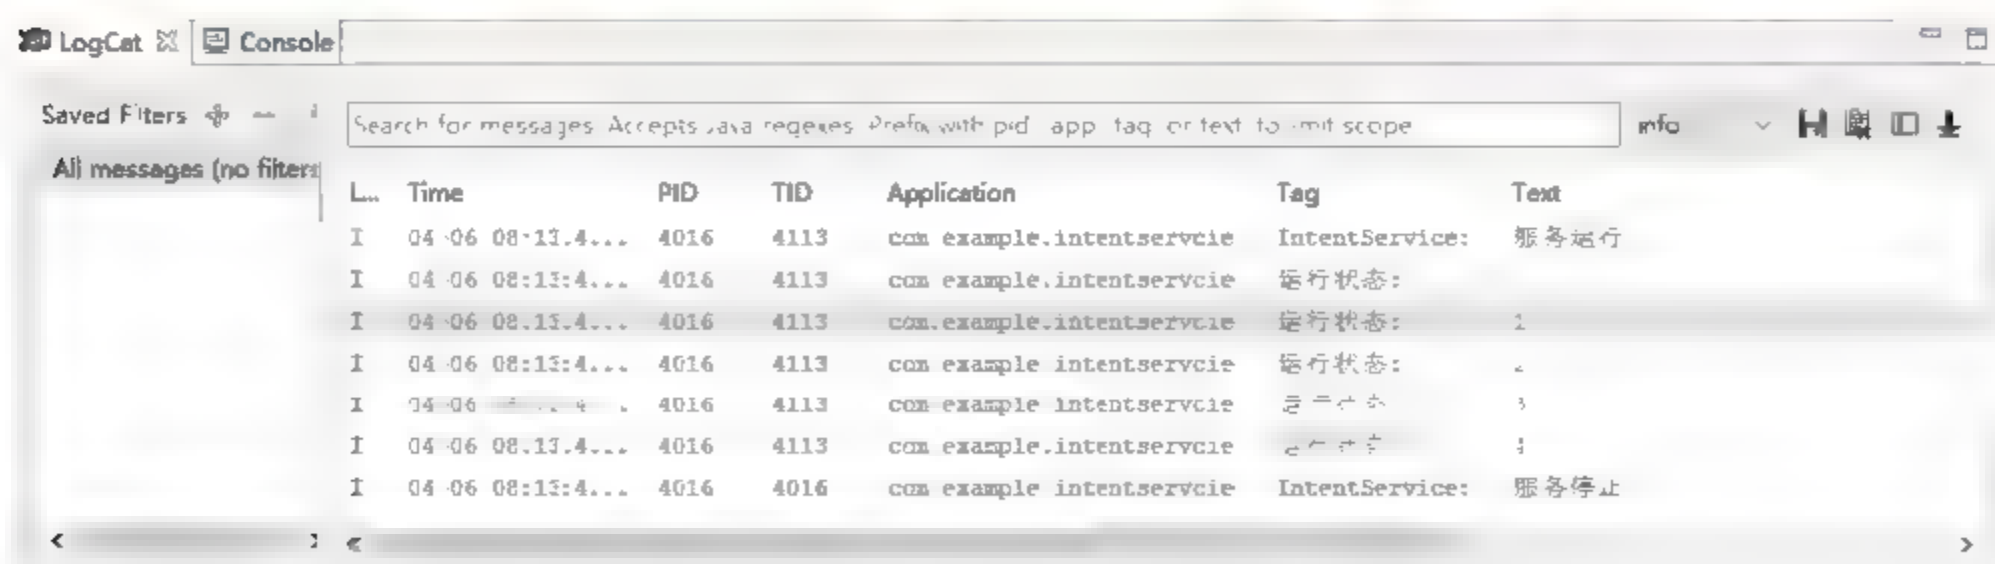 LogCat Console
Saved Filters
Search for messages. Accepts Java regexes. Prefix with pid: app: tag: or text: to limit scope.
info
All messages (no filters
L... Time PID TID Application Tag Text
I 04-06 08:13:4... 4016 4113 com.example.intentservcie IntentService: 服务运行
I 04-06 08:13:4... 4016 4113 com.example.intentservcie 运行状态:
I 04-06 08:13:4... 4016 4113 com.example.intentservcie 运行状态: 1
I 04-06 08:13:4... 4016 4113 com.example.intentservcie 运行状态: 2
I 04-06 4016 4113 com.example.intentservcie 3
I 04-06 08:13:4... 4016 4113 com.example.intentservcie 4
I 04-06 08:13:4... 4016 4016 com.example.intentservcie IntentService: 服务停止